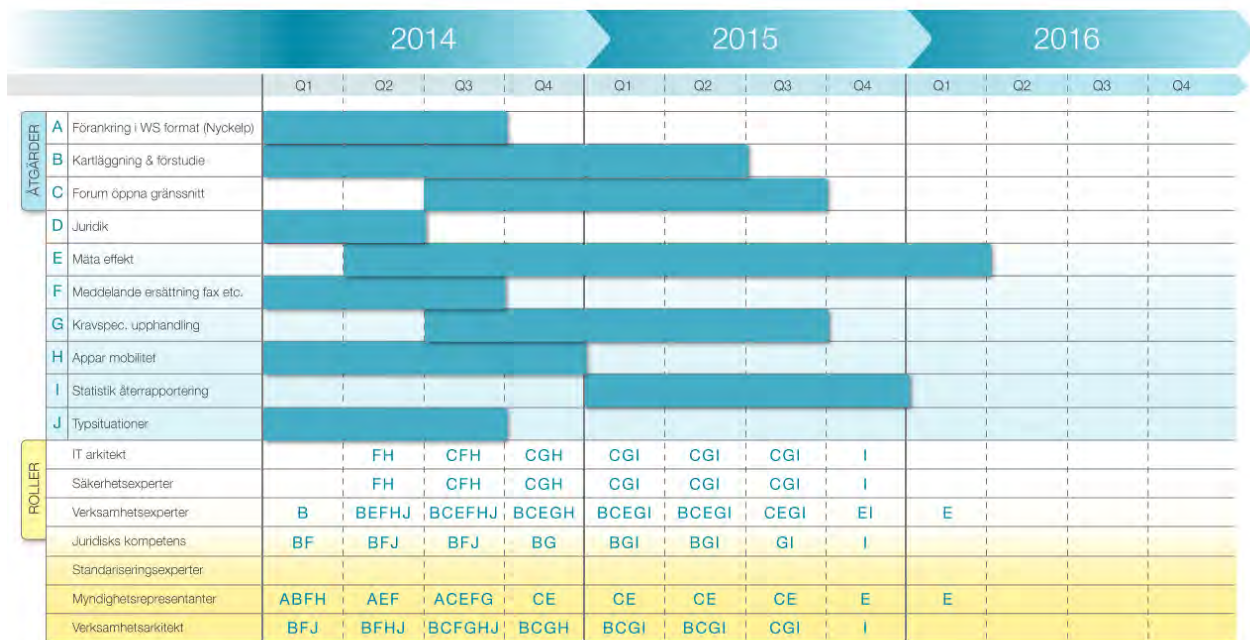 2014 2015 2016
Q1 Q2 Q3 Q4 Q1 Q2 Q3 Q4 Q1 Q2 Q3 Q4
ÅTGÄRDER
A Förankring i WS format (Nyckelp)
B Kartläggning & förstudie
C Forum öppna gränssnitt
D Juridik
E Mäta effekt
F Meddelande ersättning fax etc.
G Kravspec. upphandling
H Appar mobilitet
I Statistik återrapportering
J Typsituationer
ROLLER
IT arkitekt FH CFH CGH CGI CGI CGI I
Säkerhetsexperter FH CFH CGH CGI CGI CGI I
Verksamhetsexperter B BEFHJ BCEFHJ BCEGH BCEGI BCEGI CEGI EI E
Juridisks kompetens BF BFJ BFJ BG BGI BGI GI I
Standariseringsexperter
Myndighetsrepresentanter ABFH AEF ACEFG CE CE CE CE E E
Verksamhetsarkitekt BFJ BFHJ BCFGHJ BCGH BCGI BCGI CGI I